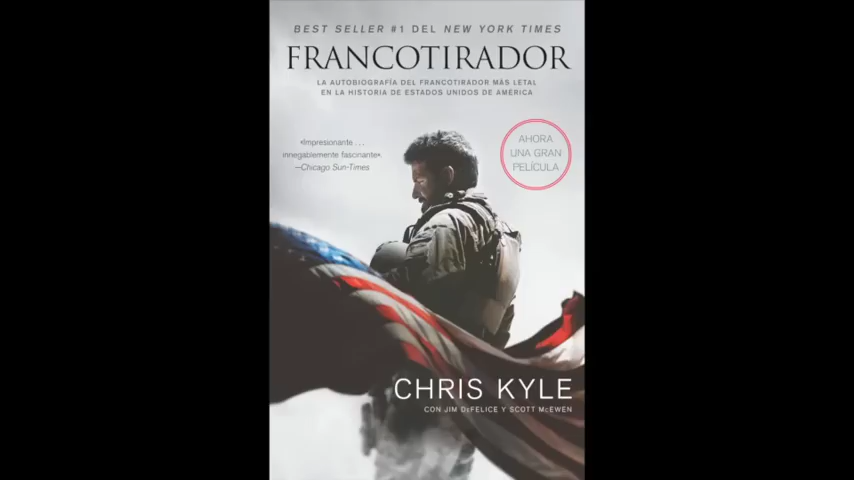 BEST SELLER #1 DEL NEW YORK TIMES
FRANCOTIRADOR
LA AUTOBIOGRAFÍA DEL FRANCOTIRADOR MÁS LETAL
EN LA HISTORIA DE ESTADOS UNIDOS DE AMÉRICA
«Impresionante . . .
innegablemente fascinante».
—Chicago Sun-Times
AHORA
UNA GRAN
PELÍCULA
CHRIS KYLE
CON JIM DeFELICE Y SCOTT McEWEN